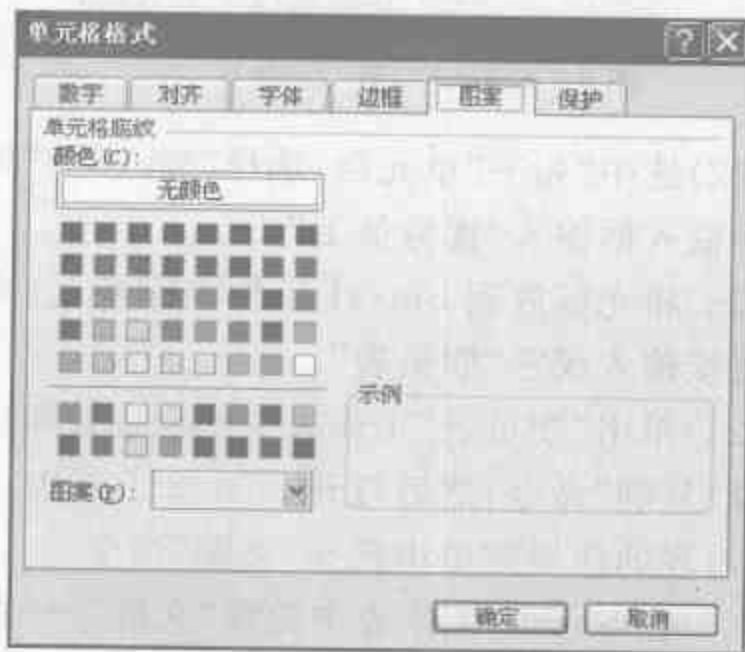 单元格格式
数字 对齐 字体 边框 图案 保护
单元格底纹
颜色(C):
无颜色
示例
图案(P):
确定 取消